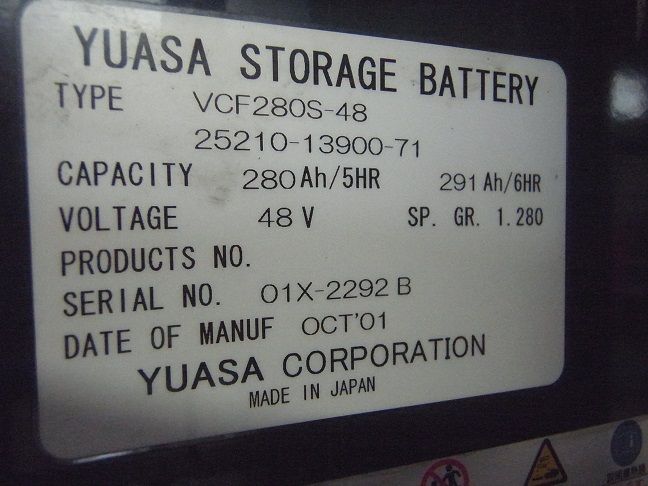 YUASA STORAGE BATTERY
TYPE VCF280S-48
25210-13900-71
CAPACITY 280Ah/5HR 291Ah/6HR
VOLTAGE 48 V SP. GR. 1.280
PRODUCTS NO.
SERIAL NO. 01X-2292 B
DATE OF MANUF OCT'01
YUASA CORPORATION
MADE IN JAPAN